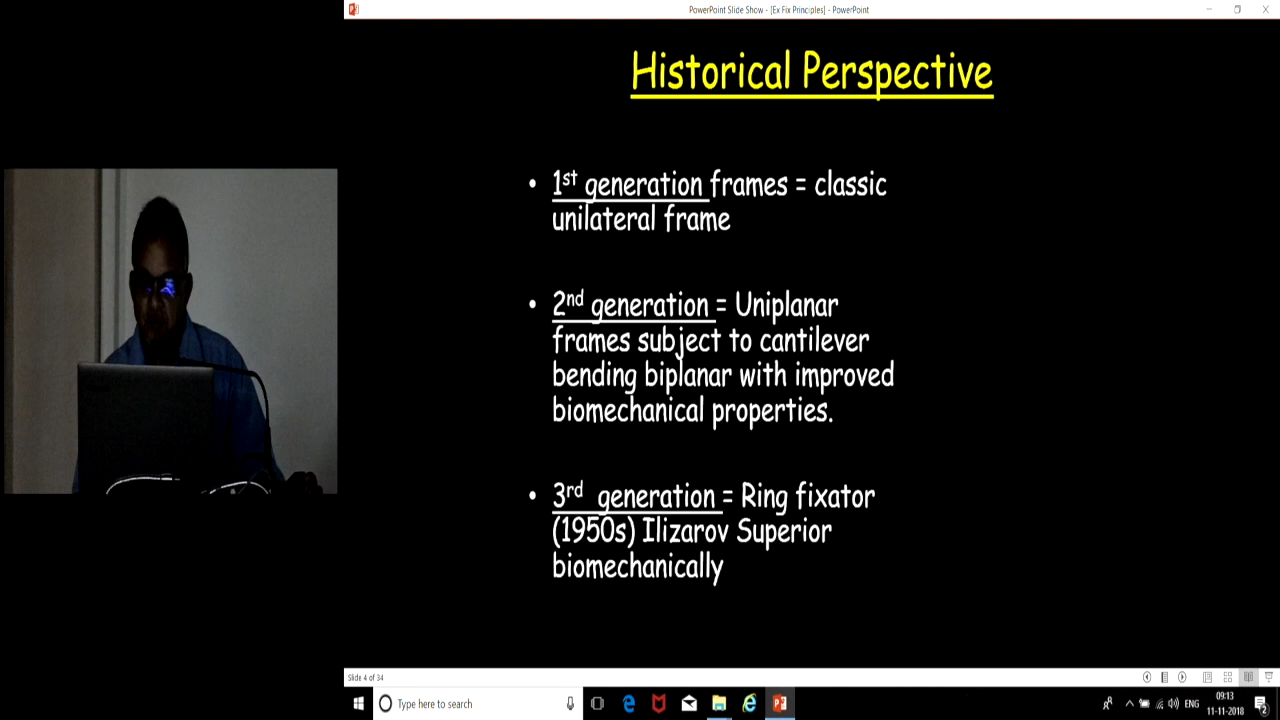 PowerPoint Slide Show - [Ex Fix Principles] - PowerPoint
Historical Perspective
• 1st generation frames = classic
unilateral frame
• 2nd generation = Uniplanar
frames subject to cantilever
bending biplanar with improved
biomechanical properties.
• 3rd generation = Ring fixator
(1950s) Ilizarov Superior
biomechanically
Slide 4 of 34
Type here to search
ENG
09:13
11-11-2018
2